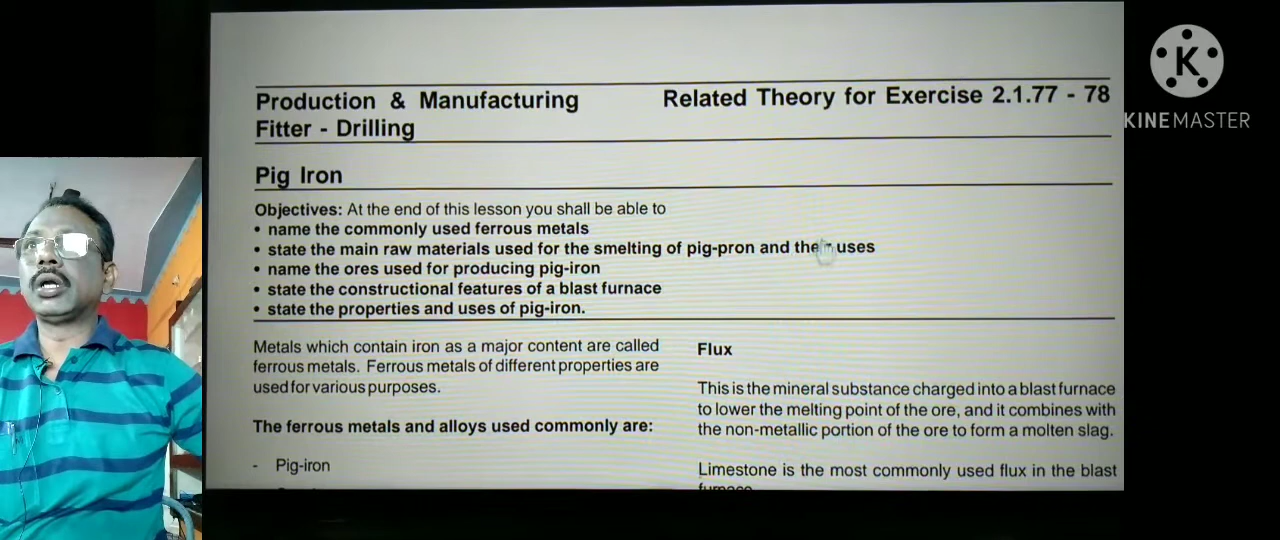 Production & Manufacturing
Related Theory for Exercise 2.1.77 - 78
Fitter - Drilling
Pig Iron
Objectives: At the end of this lesson you shall be able to
• name the commonly used ferrous metals
• state the main raw materials used for the smelting of pig-pron and their uses
• name the ores used for producing pig-iron
• state the constructional features of a blast furnace
• state the properties and uses of pig-iron.
Metals which contain iron as a major content are called
ferrous metals. Ferrous metals of different properties are
used for various purposes.
The ferrous metals and alloys used commonly are:
- Pig-iron
Flux
This is the mineral substance charged into a blast furnace
to lower the melting point of the ore, and it combines with
the non-metallic portion of the ore to form a molten slag.
Limestone is the most commonly used flux in the blast
furnace
K
KINEMASTER